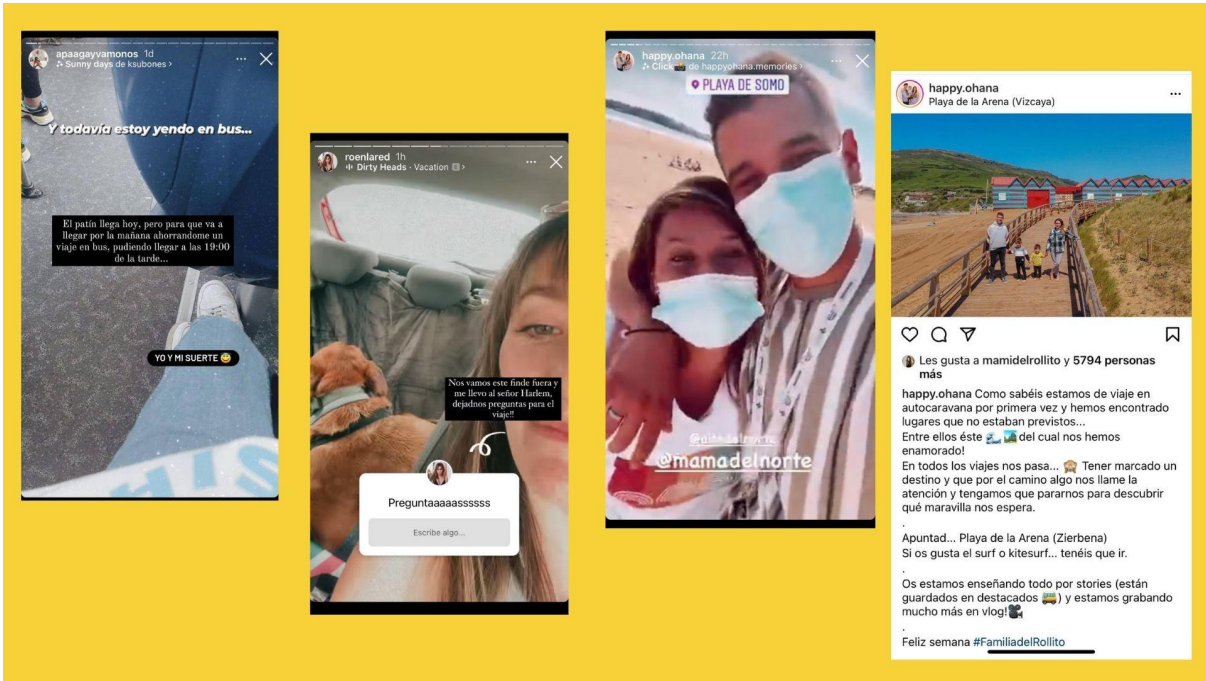 apaagayvamonos 1d
Sunny days de ksubones >
Y todavía estoy yendo en bus...
El patín llega hoy, pero para que va a
llegar por la mañana ahorrandome un
viaje en bus, pudiendo llegar a las 19:00
de la tarde...
YO Y MI SUERTE
roenlared 1h
Dirty Heads · Vacation E >
Nos vamos este finde fuera y
me llevo al señor Harlem,
dejadnos preguntas para el
viaje!!
Preguntaaaaassssss
Escribe algo...
happy.ohana 22h
Click de happyohana.memories >
PLAYA DE SOMO
@aitadelnorte
@mamadelnorte
happy.ohana
Playa de la Arena (Vizcaya)
Les gusta a mamidelrollito y 5794 personas
más
happy.ohana Como sabéis estamos de viaje en
autocaravana por primera vez y hemos encontrado
lugares que no estaban previstos...
Entre ellos éste 🌊 🏞️ del cual nos hemos
enamorado!
En todos los viajes nos pasa... 🙈 Tener marcado un
destino y que por el camino algo nos llame la
atención y tengamos que pararnos para descubrir
qué maravilla nos espera.
.
Apuntad... Playa de la Arena (Zierbena)
Si os gusta el surf o kitesurf... tenéis que ir.
.
Os estamos enseñando todo por stories (están
guardados en destacados 🚐) y estamos grabando
mucho más en vlog!🎥
.
Feliz semana #FamiliadelRollito